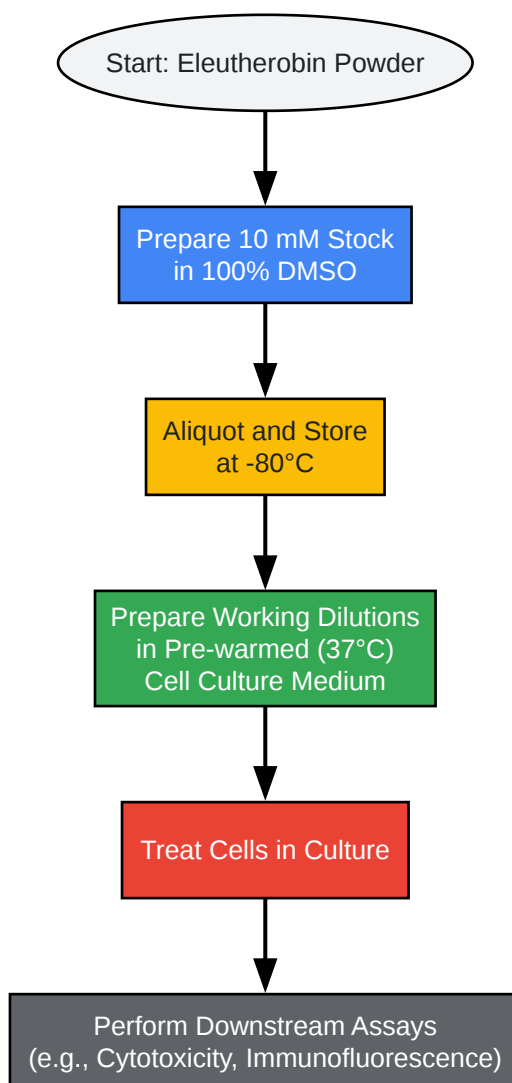 Start: Eleutherobin Powder
Prepare 10 mM Stock
in 100% DMSO
Aliquot and Store
at -80°C
Prepare Working Dilutions
in Pre-warmed (37°C)
Cell Culture Medium
Treat Cells in Culture
Perform Downstream Assays
(e.g., Cytotoxicity, Immunofluorescence)